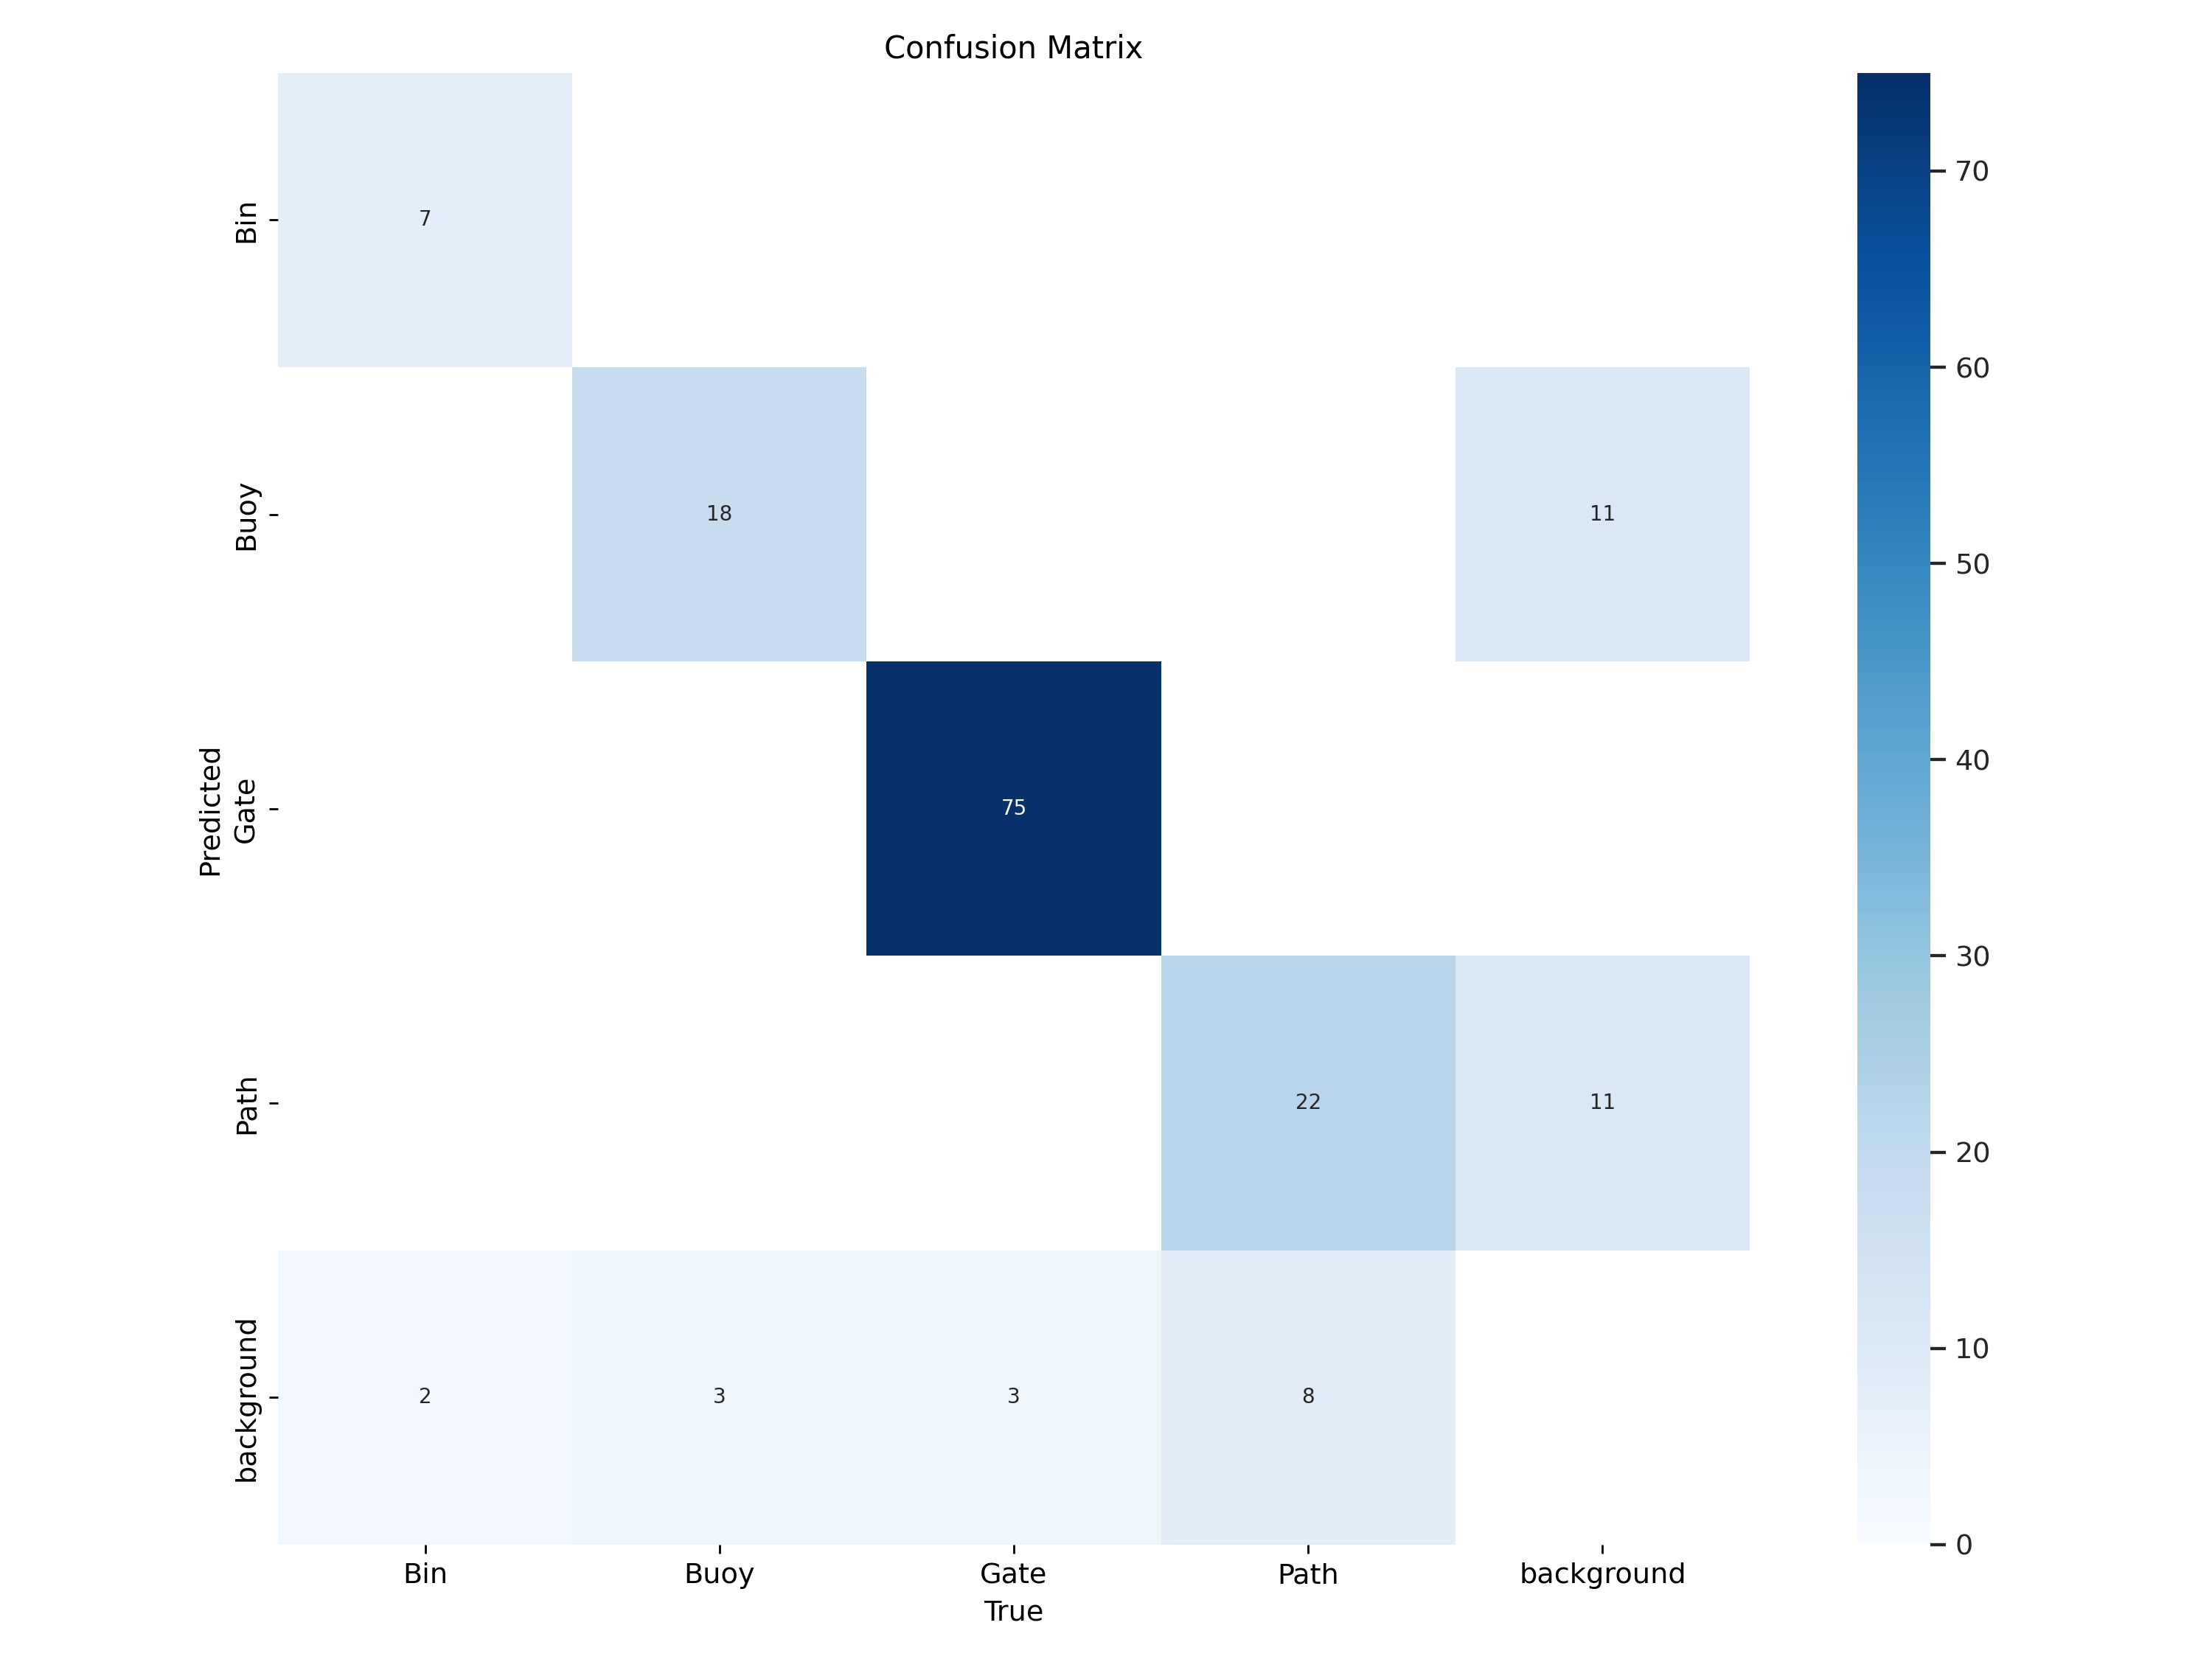 Confusion Matrix
Bin
7
Buoy
18
11
Predicted
Gate
75
Path
22
11
background
2
3
3
8
Bin
Buoy
Gate
Path
background
True
70
60
50
40
30
20
10
0